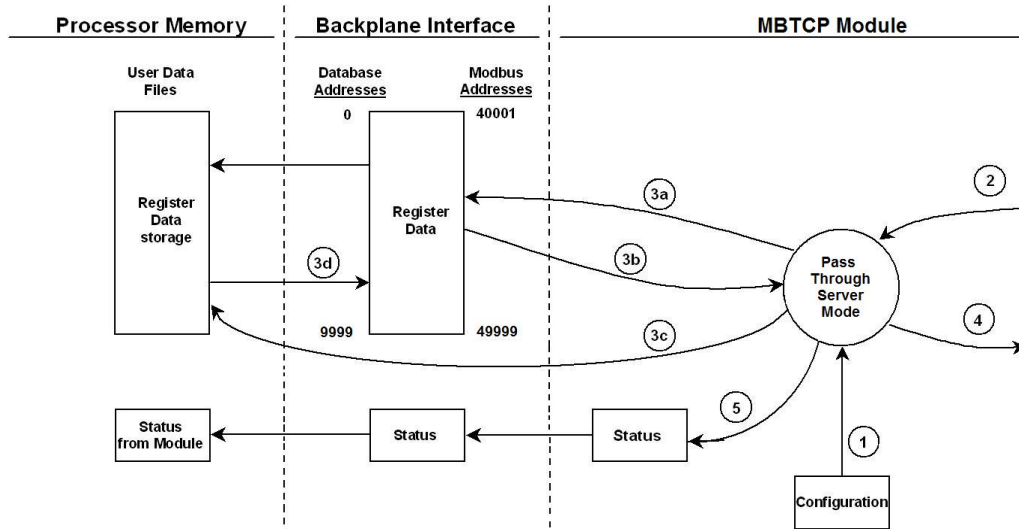 Processor Memory
Backplane Interface
MBTCP Module
User Data
Files
Database
Addresses
Modbus
Addresses
0
40001
Register
Data
storage
Register
Data
3a
2
3b
3d
Pass
Through
Server
Mode
9999
49999
3c
4
5
Status
from Module
Status
Status
1
Configuration